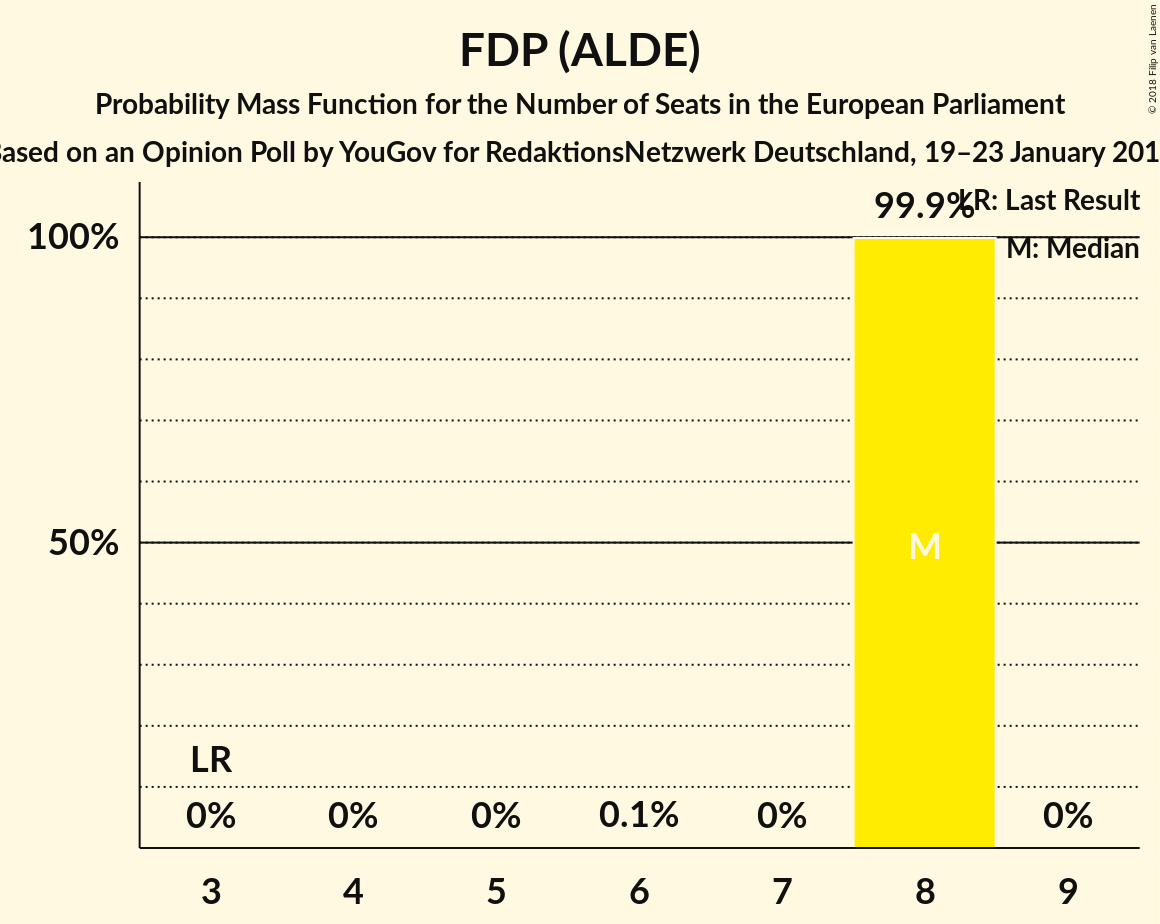 FDP (ALDE)
Probability Mass Function for the Number of Seats in the European Parliament
ased on an Opinion Poll by YouGov for RedaktionsNetzwerk Deutschland, 19–23 January 201
© 2018 Filip van Laenen
99.9%
LR: Last Result
100%
M: Median
50%
M
LR
0% 0% 0% 0.1% 0% 0%
3 4 5 6 7 8 9